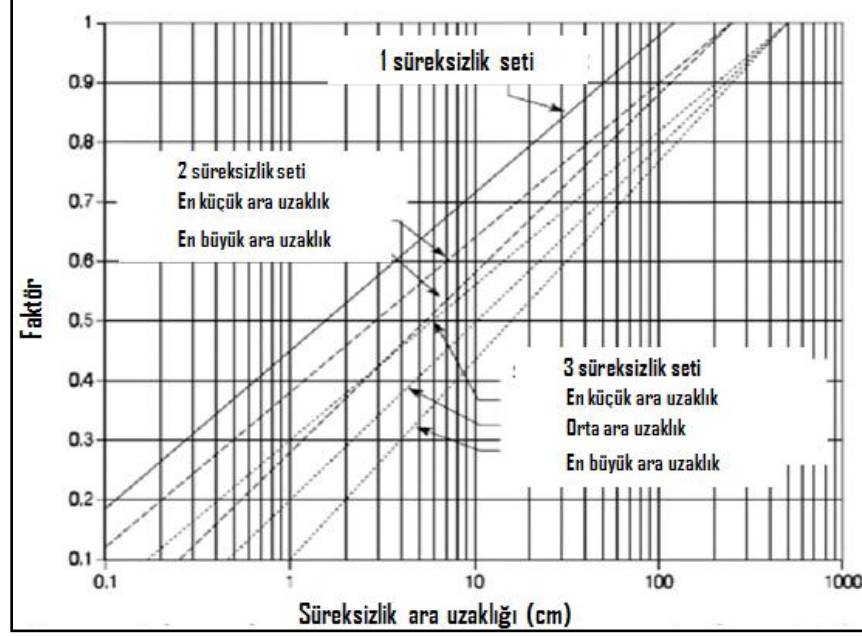 1
0.9
0.8
0.7
0.6
0.5
0.4
0.3
0.2
0.1
Faktör
1 süreksizlik seti
2 süreksizlik seti
En küçük ara uzaklık
En büyük ara uzaklık
3 süreksizlik seti
En küçük ara uzaklık
Orta ara uzaklık
En büyük ara uzaklık
0.1 1 10 100 1000
Süreksizlik ara uzaklığı (cm)